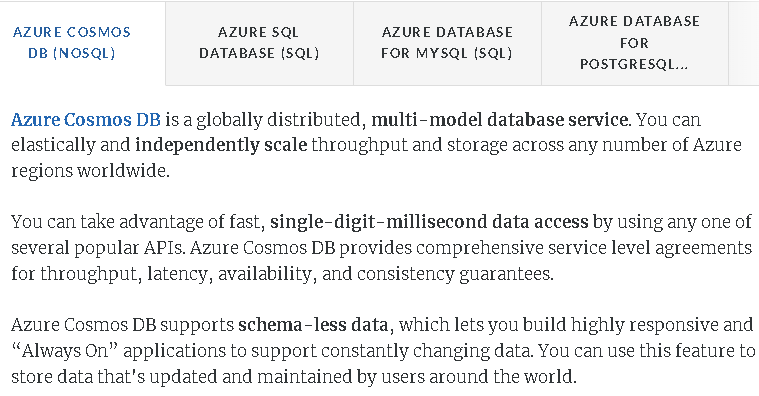 AZURE COSMOS
DB (NOSQL)
AZURE SQL
DATABASE (SQL)
AZURE DATABASE
FOR MYSQL (SQL)
AZURE DATABASE
FOR
POSTGRESQL...
Azure Cosmos DB is a globally distributed, multi-model database service. You can
elastically and independently scale throughput and storage across any number of Azure
regions worldwide.
You can take advantage of fast, single-digit-millisecond data access by using any one of
several popular APIs. Azure Cosmos DB provides comprehensive service level agreements
for throughput, latency, availability, and consistency guarantees.
Azure Cosmos DB supports schema-less data, which lets you build highly responsive and
“Always On” applications to support constantly changing data. You can use this feature to
store data that's updated and maintained by users around the world.